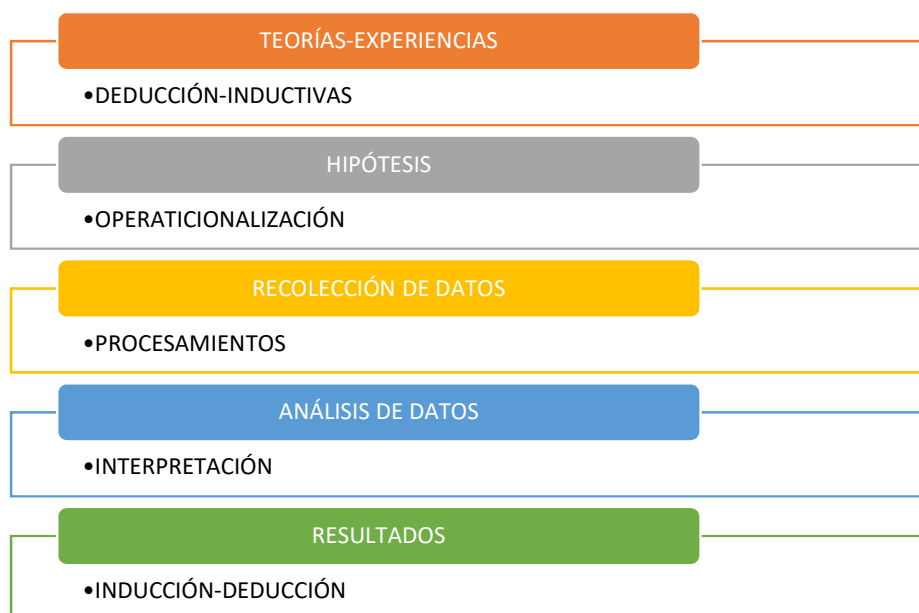 TEORÍAS-EXPERIENCIAS
•DEDUCCIÓN-INDUCTIVAS
HIPÓTESIS
•OPERATICIONALIZACIÓN
RECOLECCIÓN DE DATOS
•PROCESAMIENTOS
ANÁLISIS DE DATOS
•INTERPRETACIÓN
RESULTADOS
•INDUCCIÓN-DEDUCCIÓN